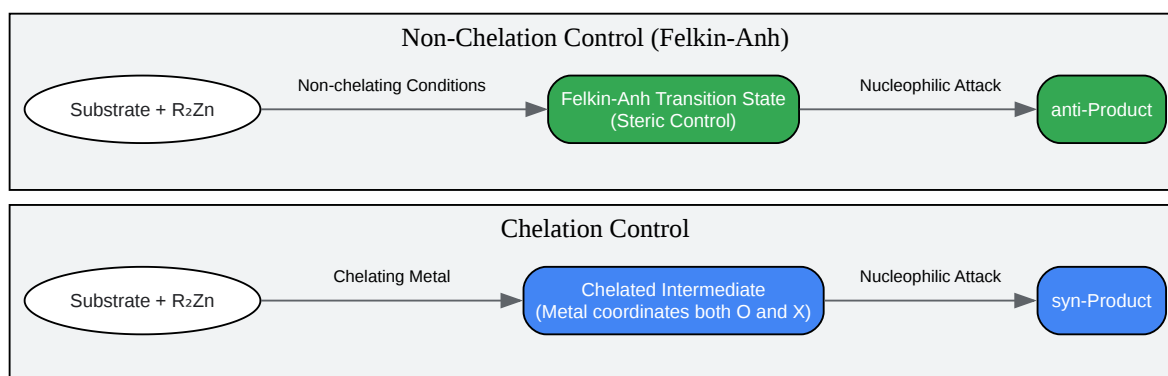 Non-Chelation Control (Felkin-Anh)
Substrate + R₂Zn
Non-chelating Conditions
Felkin-Anh Transition State
(Steric Control)
Nucleophilic Attack
anti-Product
Chelation Control
Substrate + R₂Zn
Chelating Metal
Chelated Intermediate
(Metal coordinates both O and X)
Nucleophilic Attack
syn-Product